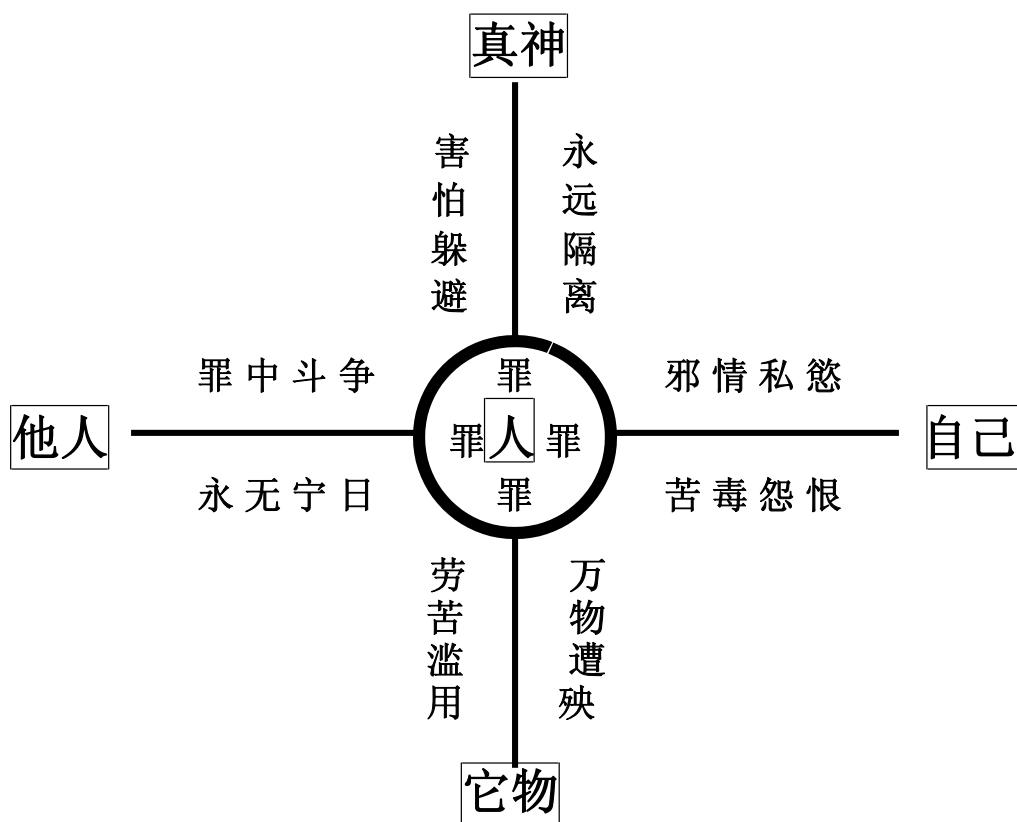 真神
害怕躲避
永远隔离
罪中斗争
邪情私慾
罪
他人
罪人罪
自己
罪
永无宁日
苦毒怨恨
劳苦滥用
万物遭殃
它物